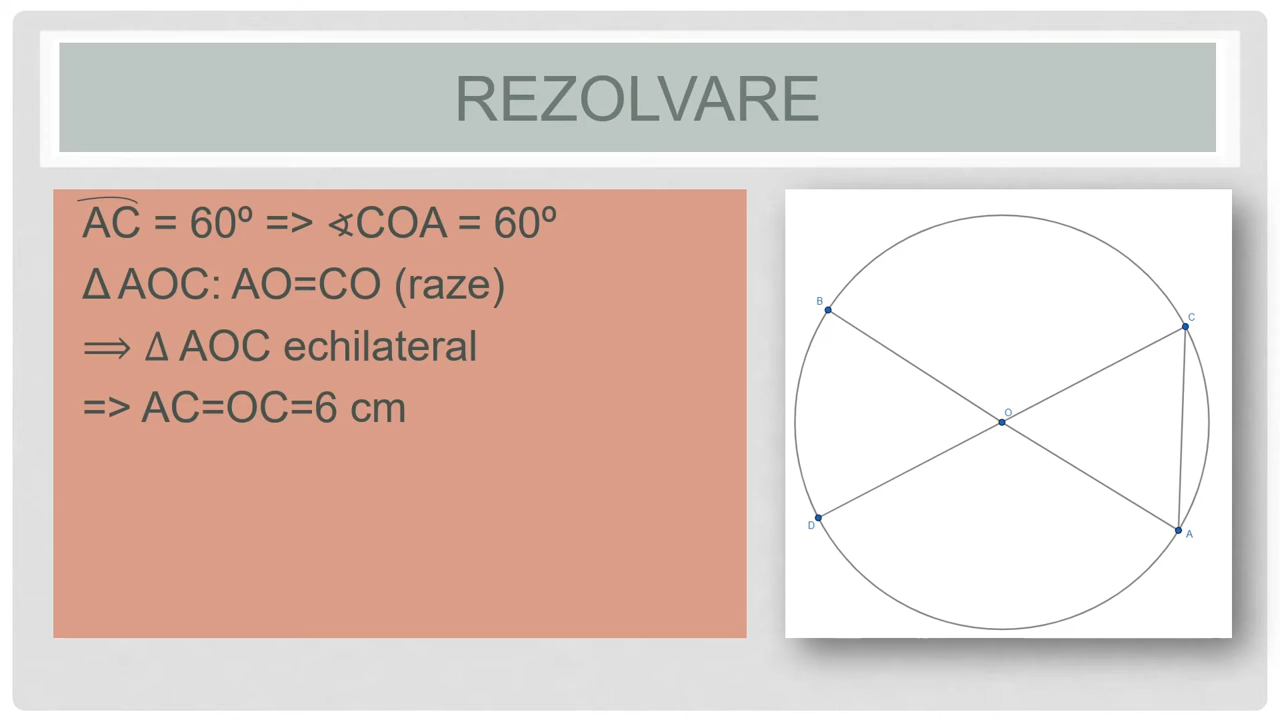 REZOLVARE
AC = 60º => ∢COA = 60º
Δ AOC: AO=CO (raze)
⟹ Δ AOC echilateral
=> AC=OC=6 cm
B
C
O
D
A